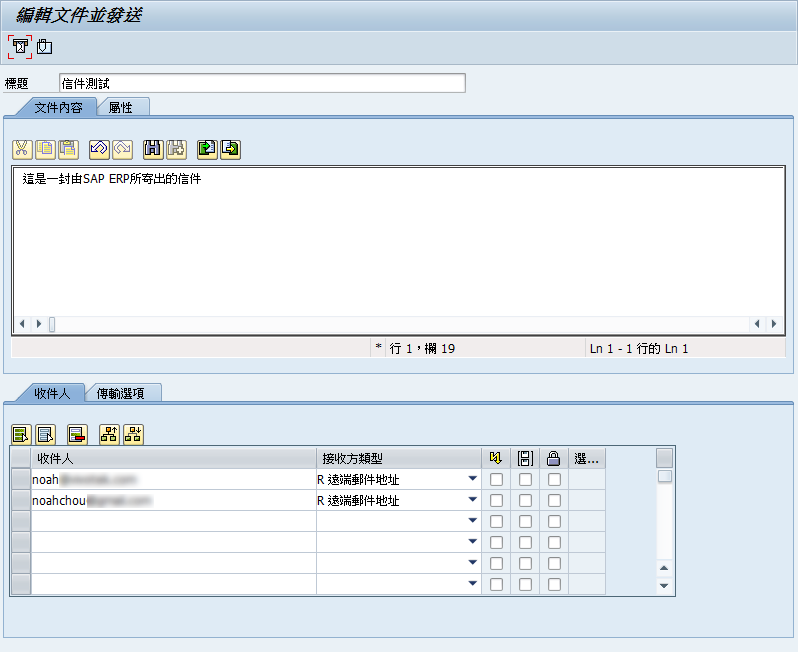 編輯文件並發送
標題 信件測試
文件內容 屬性
這是一封由SAP ERP所寄出的信件
* 行 1，欄 19 Ln 1 - 1 行的 Ln 1
收件人 傳輸選項
收件人 接收方類型 選...
noah R 遠端郵件地址
noahchou R 遠端郵件地址